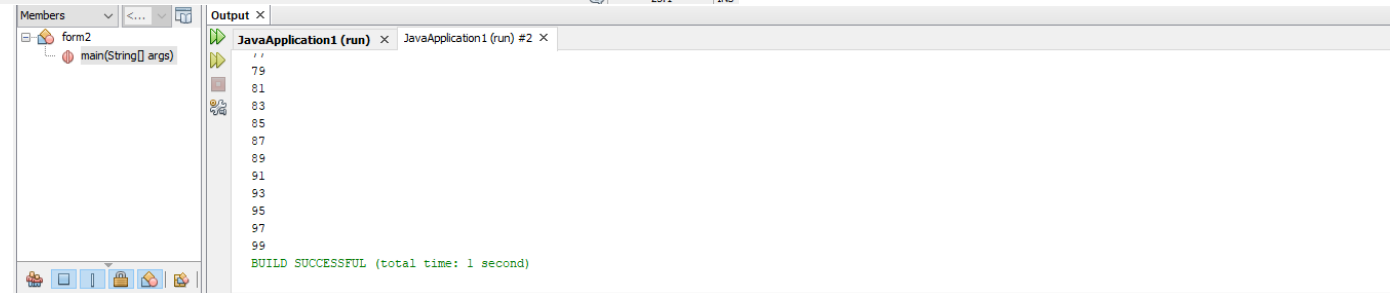 Members
<...
Output ×
form2
main(String[] args)
JavaApplication1 (run) ×
JavaApplication1 (run) #2 ×
79
81
83
85
87
89
91
93
95
97
99
BUILD SUCCESSFUL (total time: 1 second)